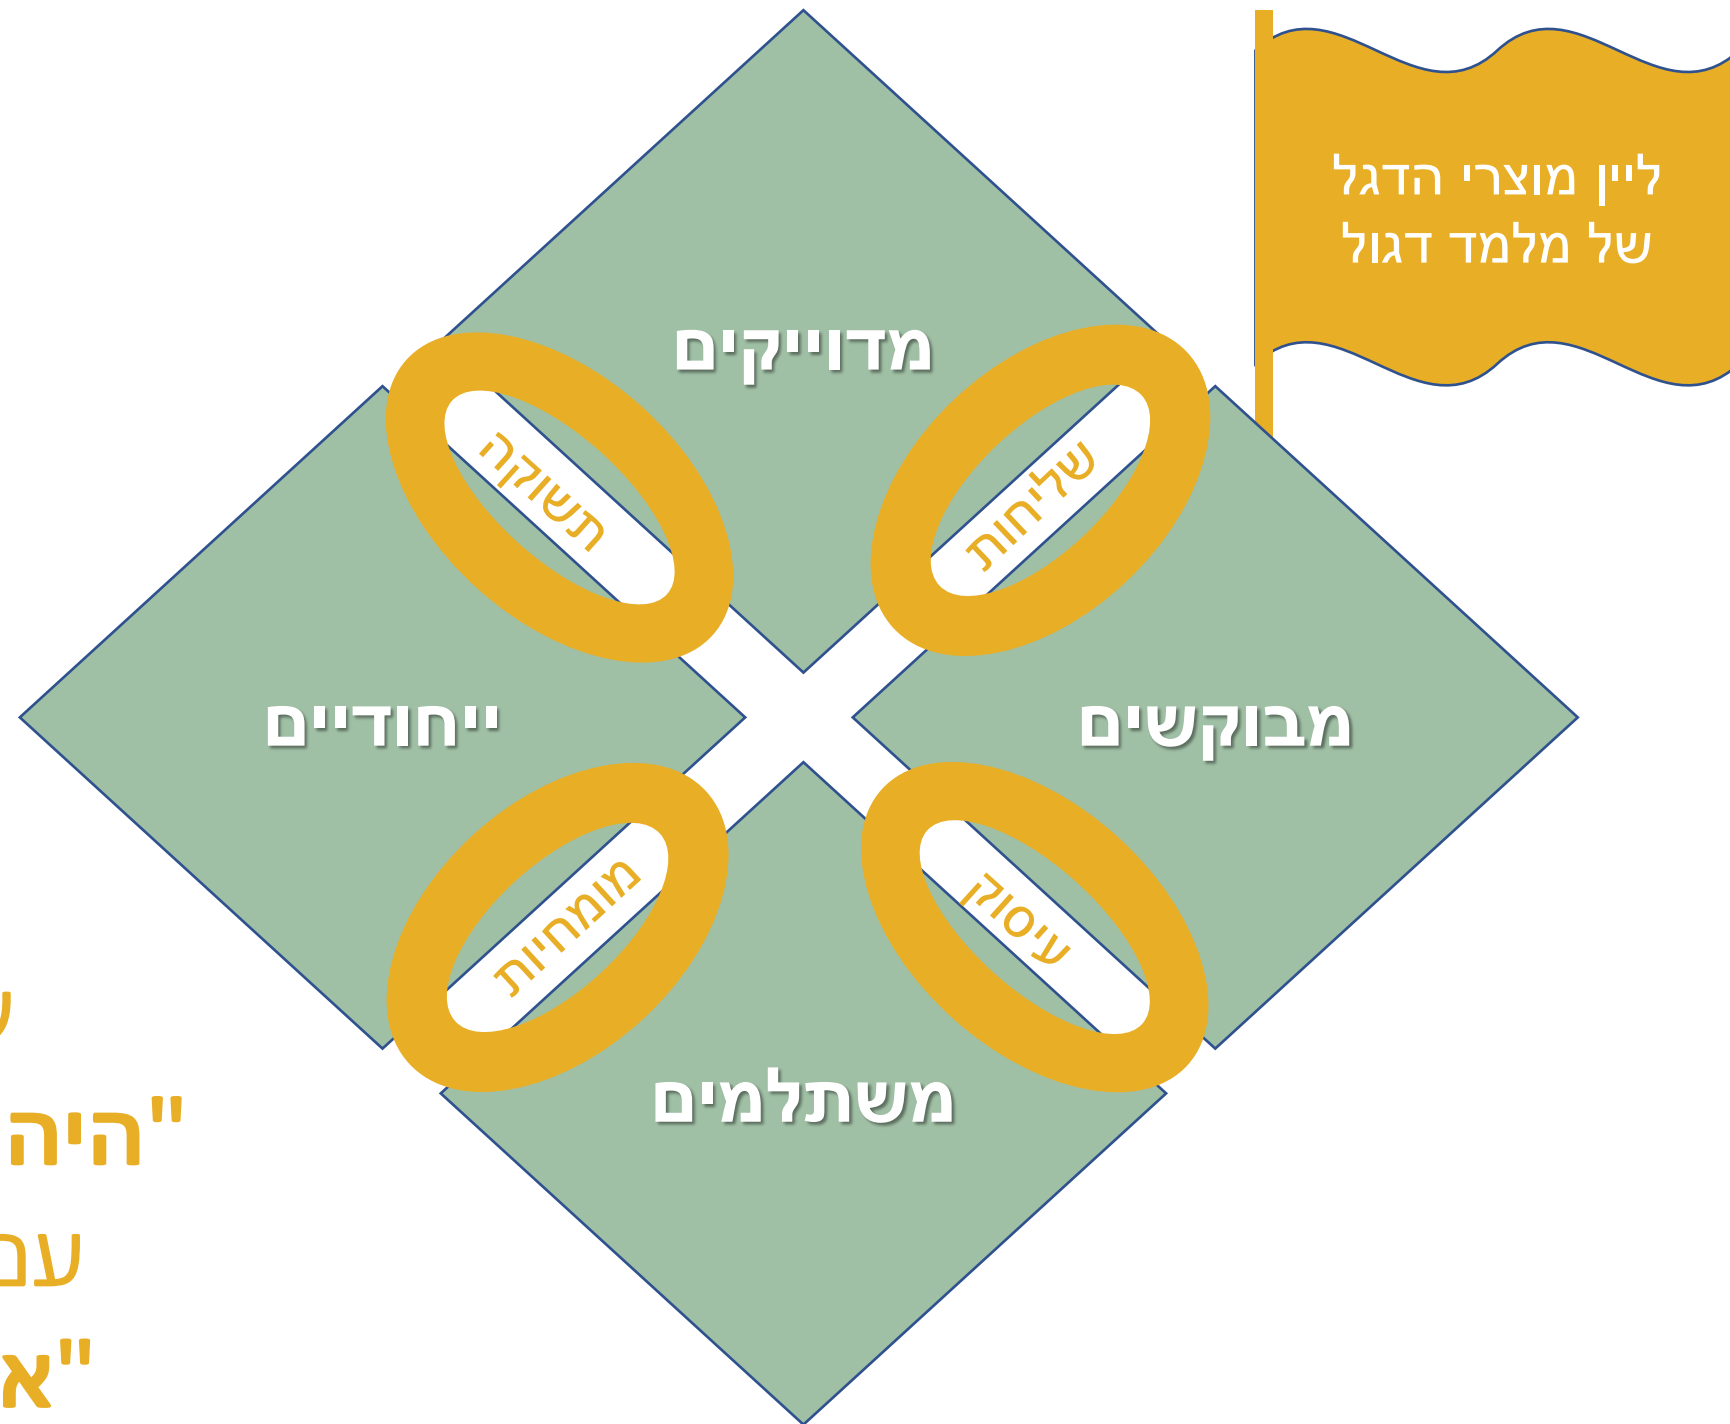 ליין מוצרי הדגל
של מלמד דגול
מדוייקים
תשוקה
שליחות
ייחודיים
מבוקשים
מומחיות
עיסוק
משתלמים
"היה